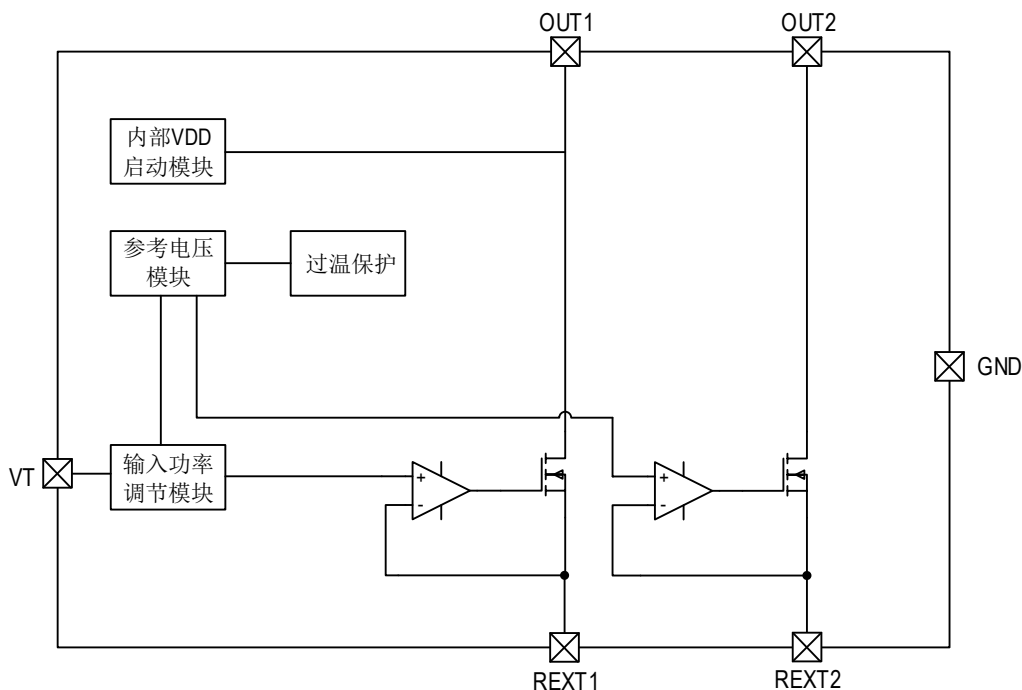 OUT1
OUT2
内部VDD
启动模块
参考电压
模块
过温保护
GND
VT
输入功率
调节模块
+
-
+
-
REXT1
REXT2